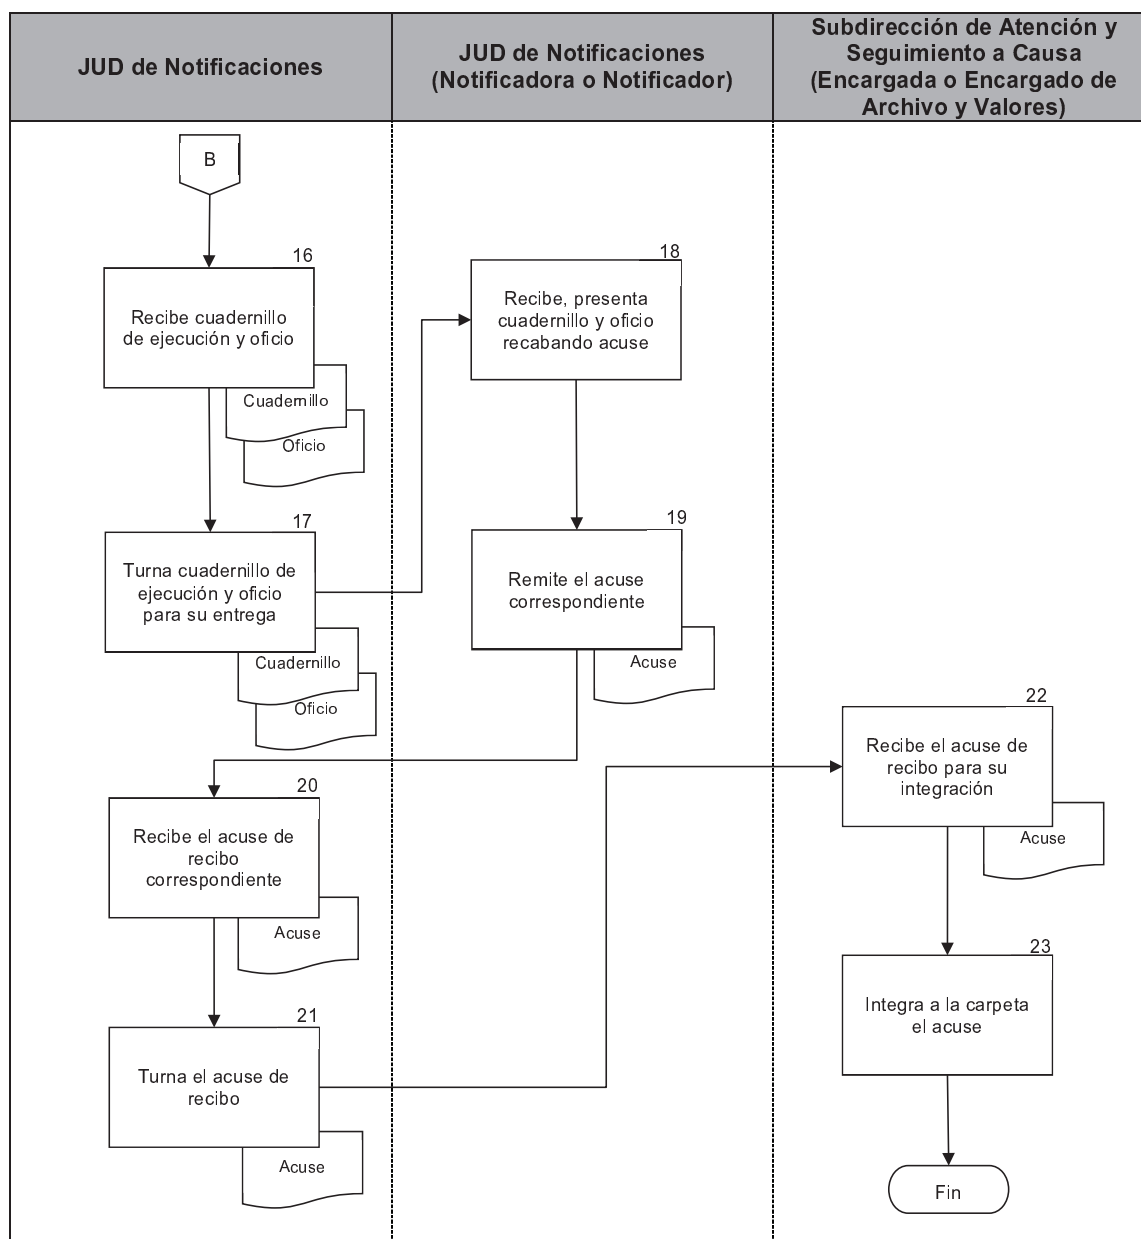 JUD de Notificaciones
JUD de Notificaciones
(Notificadora o Notificador)
Subdirección de Atención y
Seguimiento a Causa
(Encargada o Encargado de
Archivo y Valores)
B
16
Recibe cuadernillo
de ejecución y oficio
Cuadernillo
Oficio
17
Turna cuadernillo de
ejecución y oficio
para su entrega
Cuadernillo
Oficio
18
Recibe, presenta
cuadernillo y oficio
recabando acuse
19
Remite el acuse
correspondiente
Acuse
20
Recibe el acuse de
recibo
correspondiente
Acuse
21
Turna el acuse de
recibo
Acuse
22
Recibe el acuse de
recibo para su
integración
Acuse
23
Integra a la carpeta
el acuse
Fin